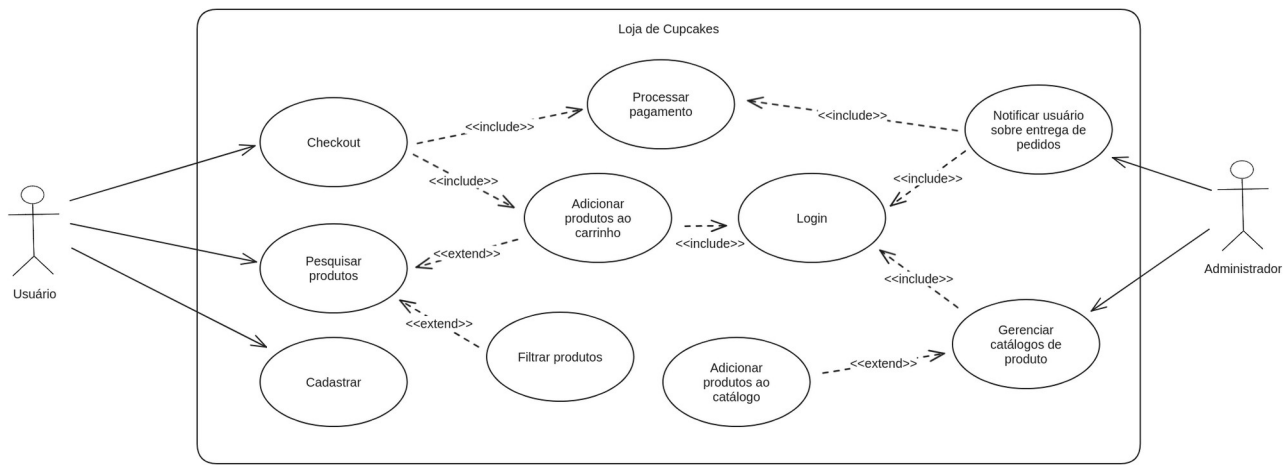 Loja de Cupcakes
Processar
pagamento
Notificar usuário
sobre entrega de
pedidos
<<include>>
<<include>>
Checkout
<<include>>
<<include>>
Adicionar
produtos ao
carrinho
Login
<<include>>
<<extend>>
Pesquisar
produtos
Usuário
Administrador
<<include>>
<<extend>>
Filtrar produtos
Gerenciar
catálogos de
produto
<<extend>>
Cadastrar
Adicionar
produtos ao
catálogo